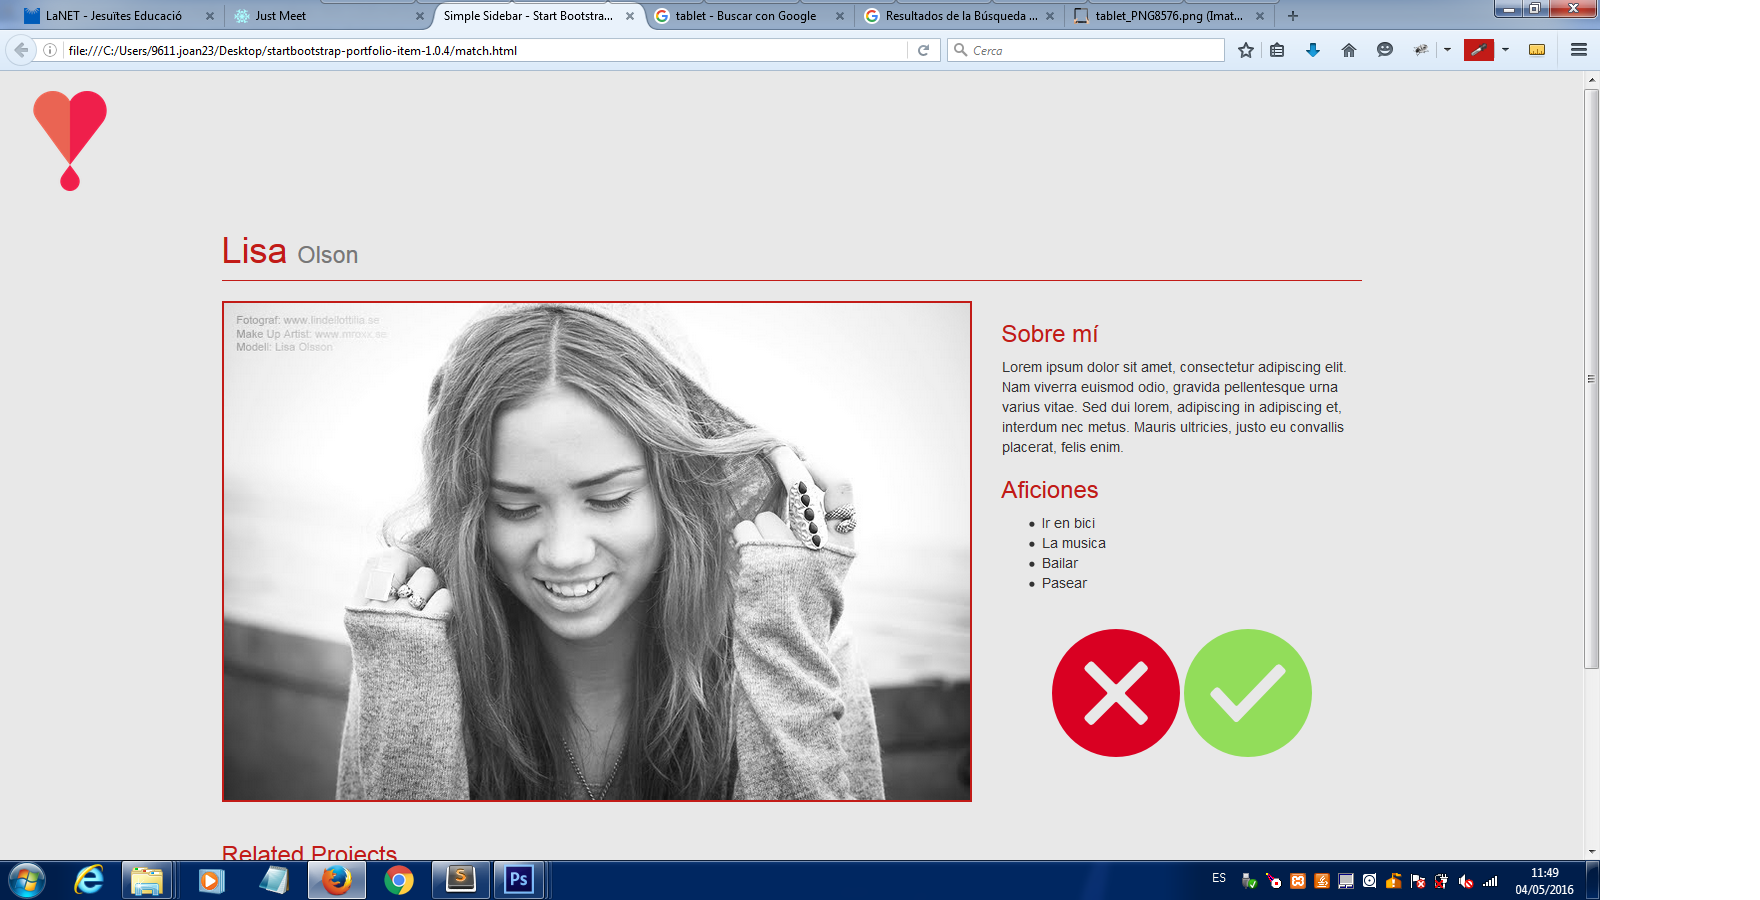 LaNET - Jesuïtes Educació
Just Meet
Simple Sidebar - Start Bootstra...
tablet - Buscar con Google
Resultados de la Búsqueda ...
tablet_PNG8576.png (Imat...
file:///C:/Users/9611.joan23/Desktop/startbootstrap-portfolio-item-1.0.4/match.html
Cerca
Lisa Olson
Fotograf: www.lindelloftilia.se
Make Up Artist:
Modell: Lisa Olsson
Sobre mí
Lorem ipsum dolor sit amet, consectetur adipiscing elit.
Nam viverra euismod odio, gravida pellentesque urna
varius vitae. Sed dui lorem, adipiscing in adipiscing et,
interdum nec metus. Mauris ultricies, justo eu convallis
placerat, felis enim.
Aficiones
Ir en bici
La musica
Bailar
Pasear
Related Projects
S
Ps
ES
11:49
04/05/2016